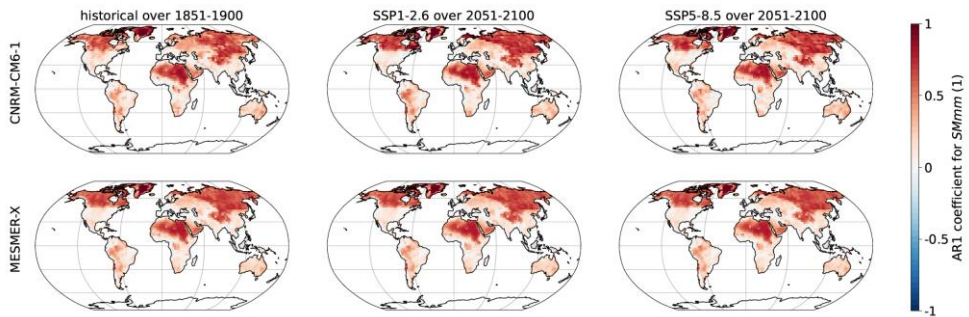 historical over 1851-1900
SSP1-2.6 over 2051-2100
SSP5-8.5 over 2051-2100
CNRM-CM6-1
MESMER-X
1
0.5
0
-0.5
-1
AR1 coefficient for SMmm (1)